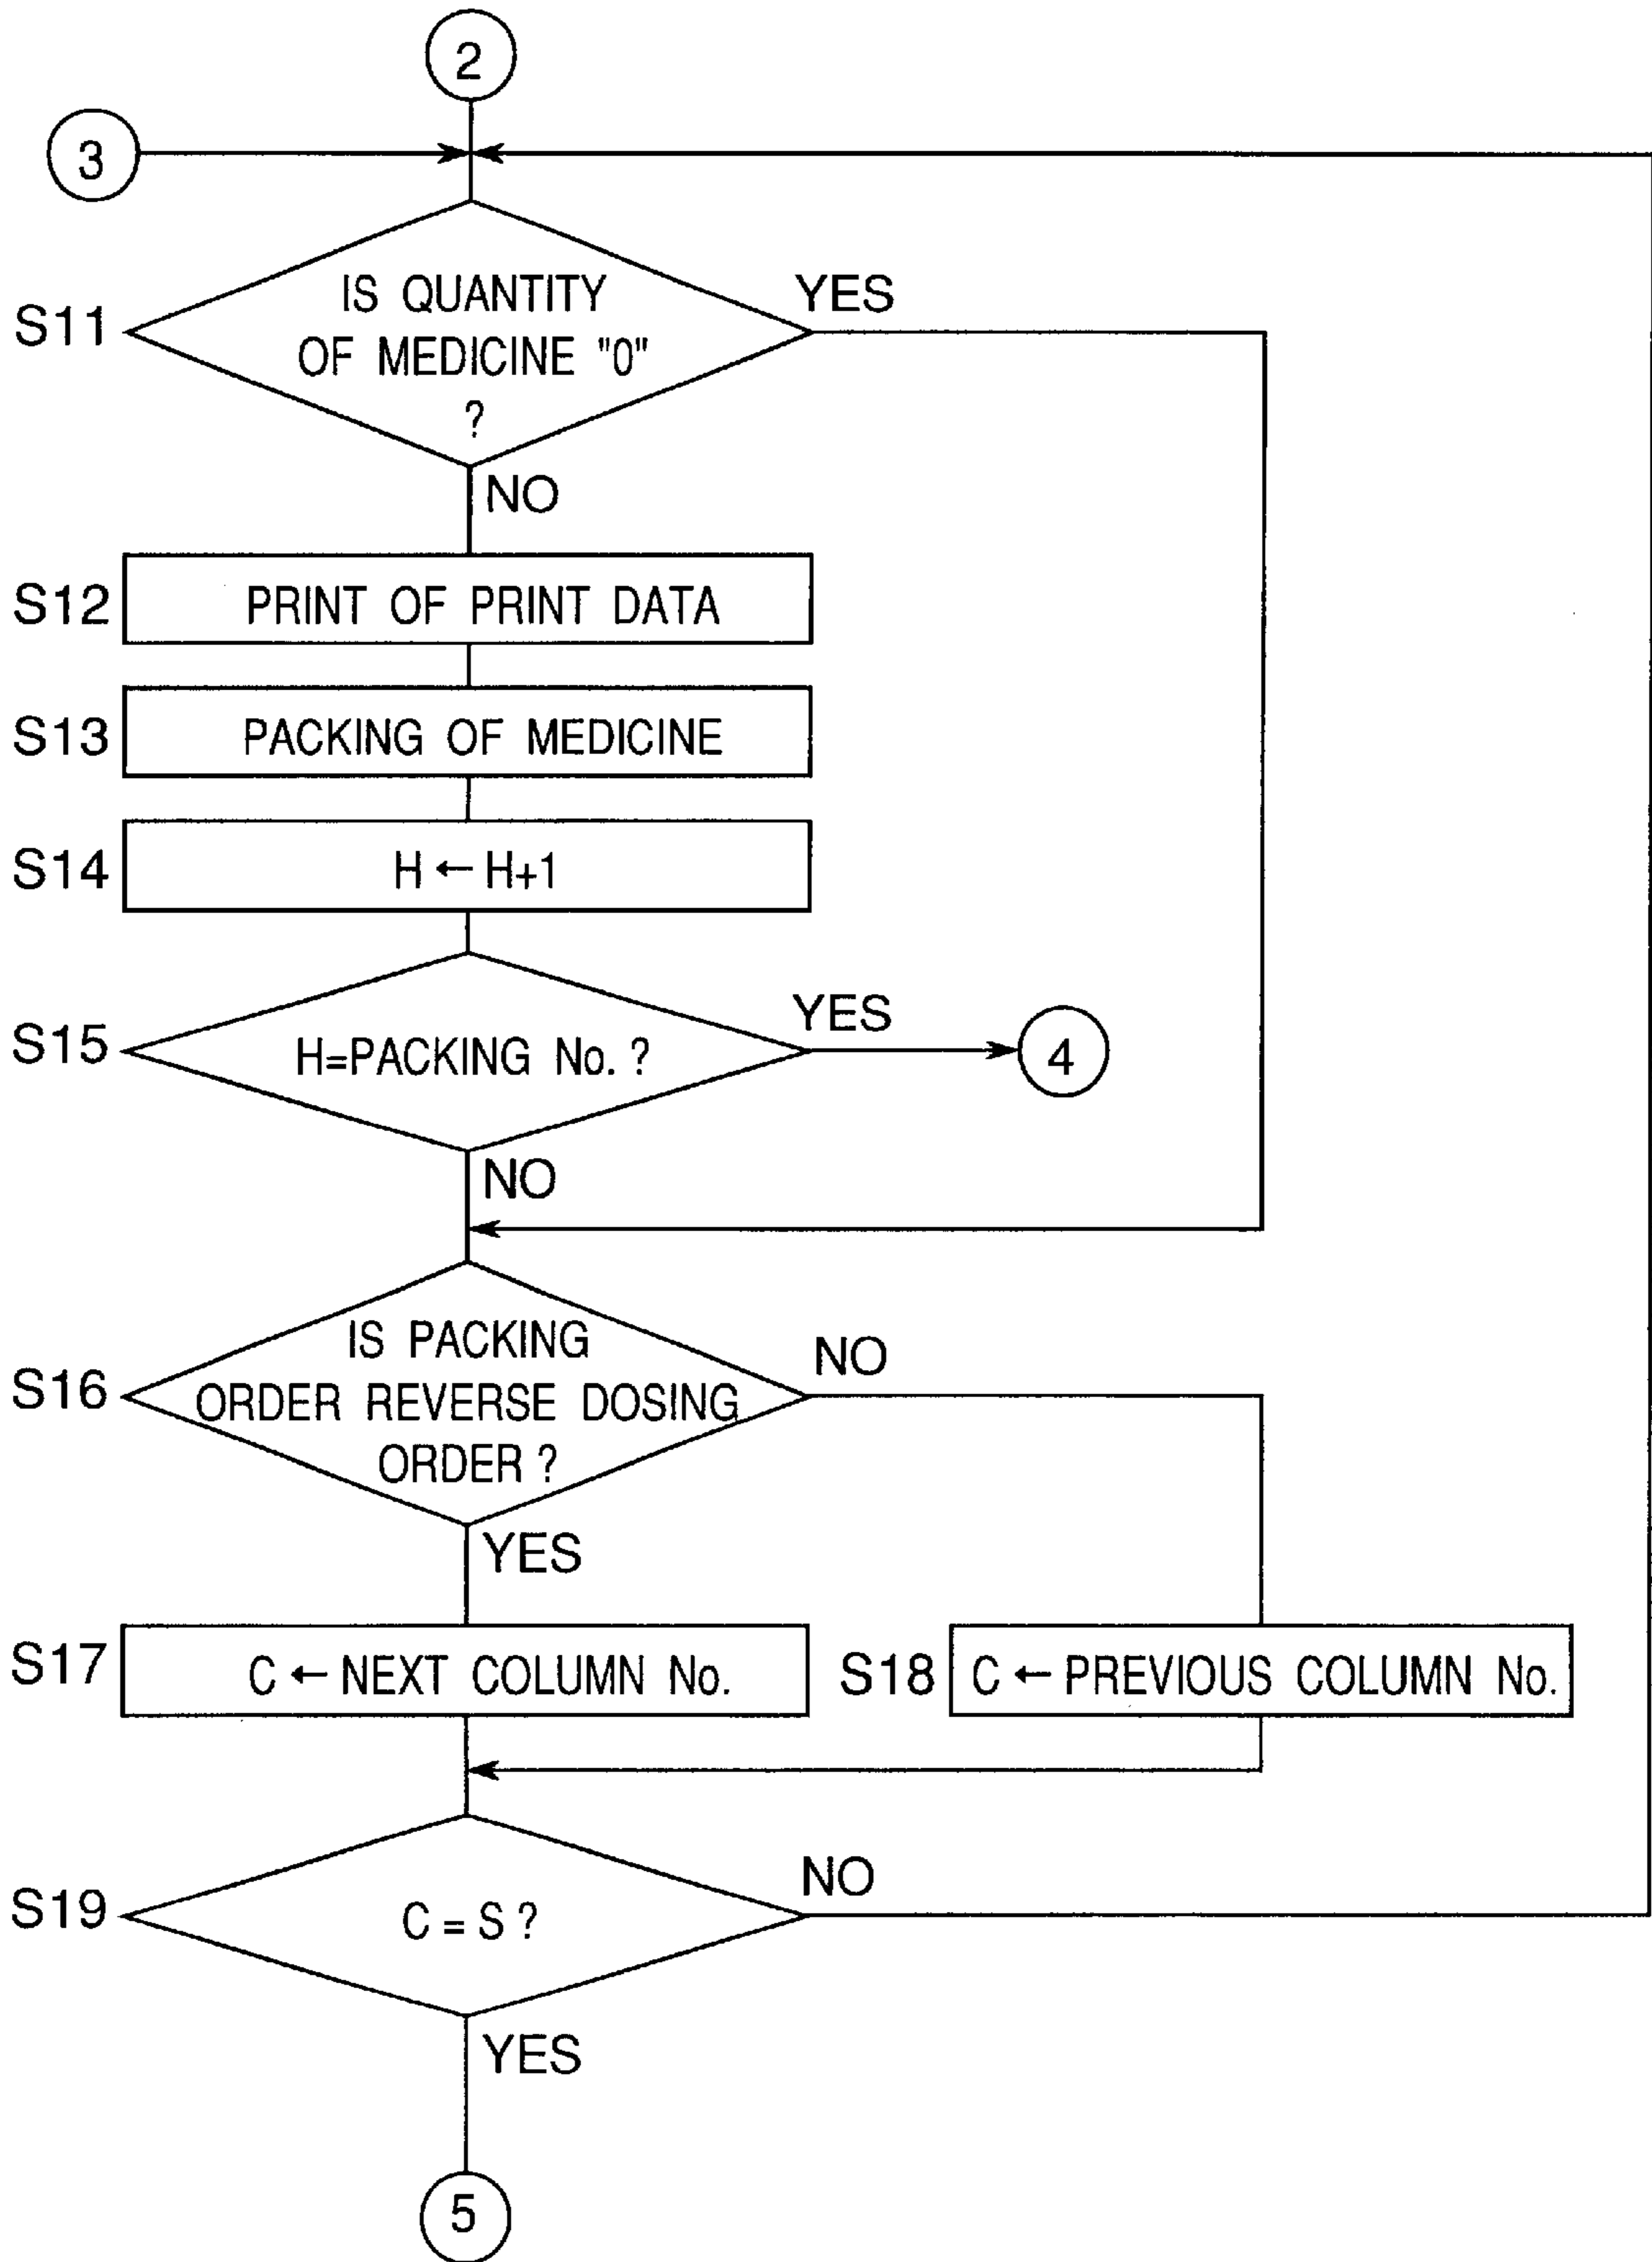 2
3
S11
IS QUANTITY
OF MEDICINE "0"
?
YES
NO
S12
PRINT OF PRINT DATA
S13
PACKING OF MEDICINE
S14
H ← H+1
S15
H=PACKING No. ?
YES
4
NO
S16
IS PACKING
ORDER REVERSE DOSING
ORDER ?
NO
YES
S17
C ← NEXT COLUMN No.
S18
C ← PREVIOUS COLUMN No.
S19
C = S ?
NO
YES
5